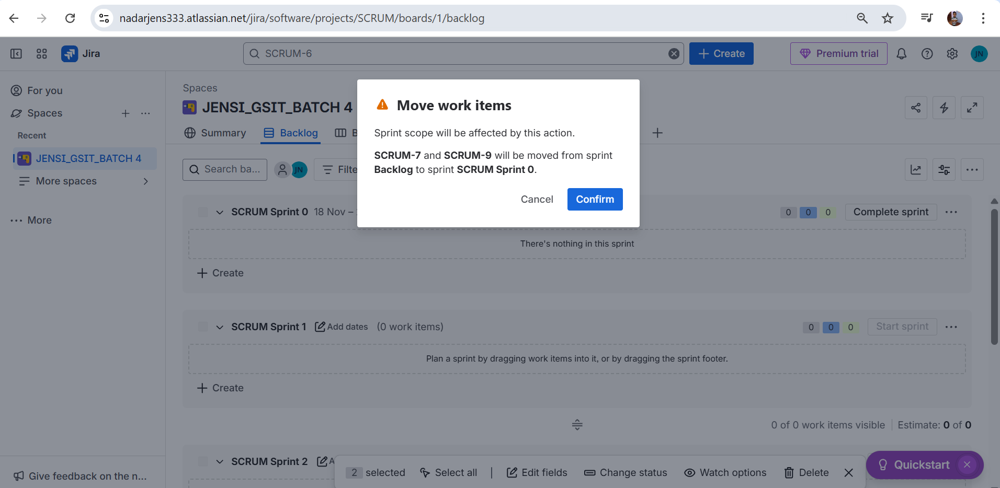 nadarjens333.atlassian.net/jira/software/projects/SCRUM/boards/1/backlog
Jira
SCRUM-6
Create
Premium trial
JN
For you
Spaces
Recent
JENSI_GSIT_BATCH 4
More spaces
More
Give feedback on the n...
Spaces
JENSI_GSIT_BATCH 4
Summary
Backlog
B
Search ba...
JN
Filte
Move work items
Sprint scope will be affected by this action.
SCRUM-7 and SCRUM-9 will be moved from sprint
Backlog to sprint SCRUM Sprint 0.
Cancel
Confirm
SCRUM Sprint 0 18 Nov –
0 0 0
Complete sprint
There's nothing in this sprint
Create
SCRUM Sprint 1 Add dates (0 work items)
0 0 0
Start sprint
Plan a sprint by dragging work items into it, or by dragging the sprint footer.
Create
0 of 0 work items visible
Estimate: 0 of 0
SCRUM Sprint 2 A
2 selected
Select all
Edit fields
Change status
Watch options
Delete
Quickstart